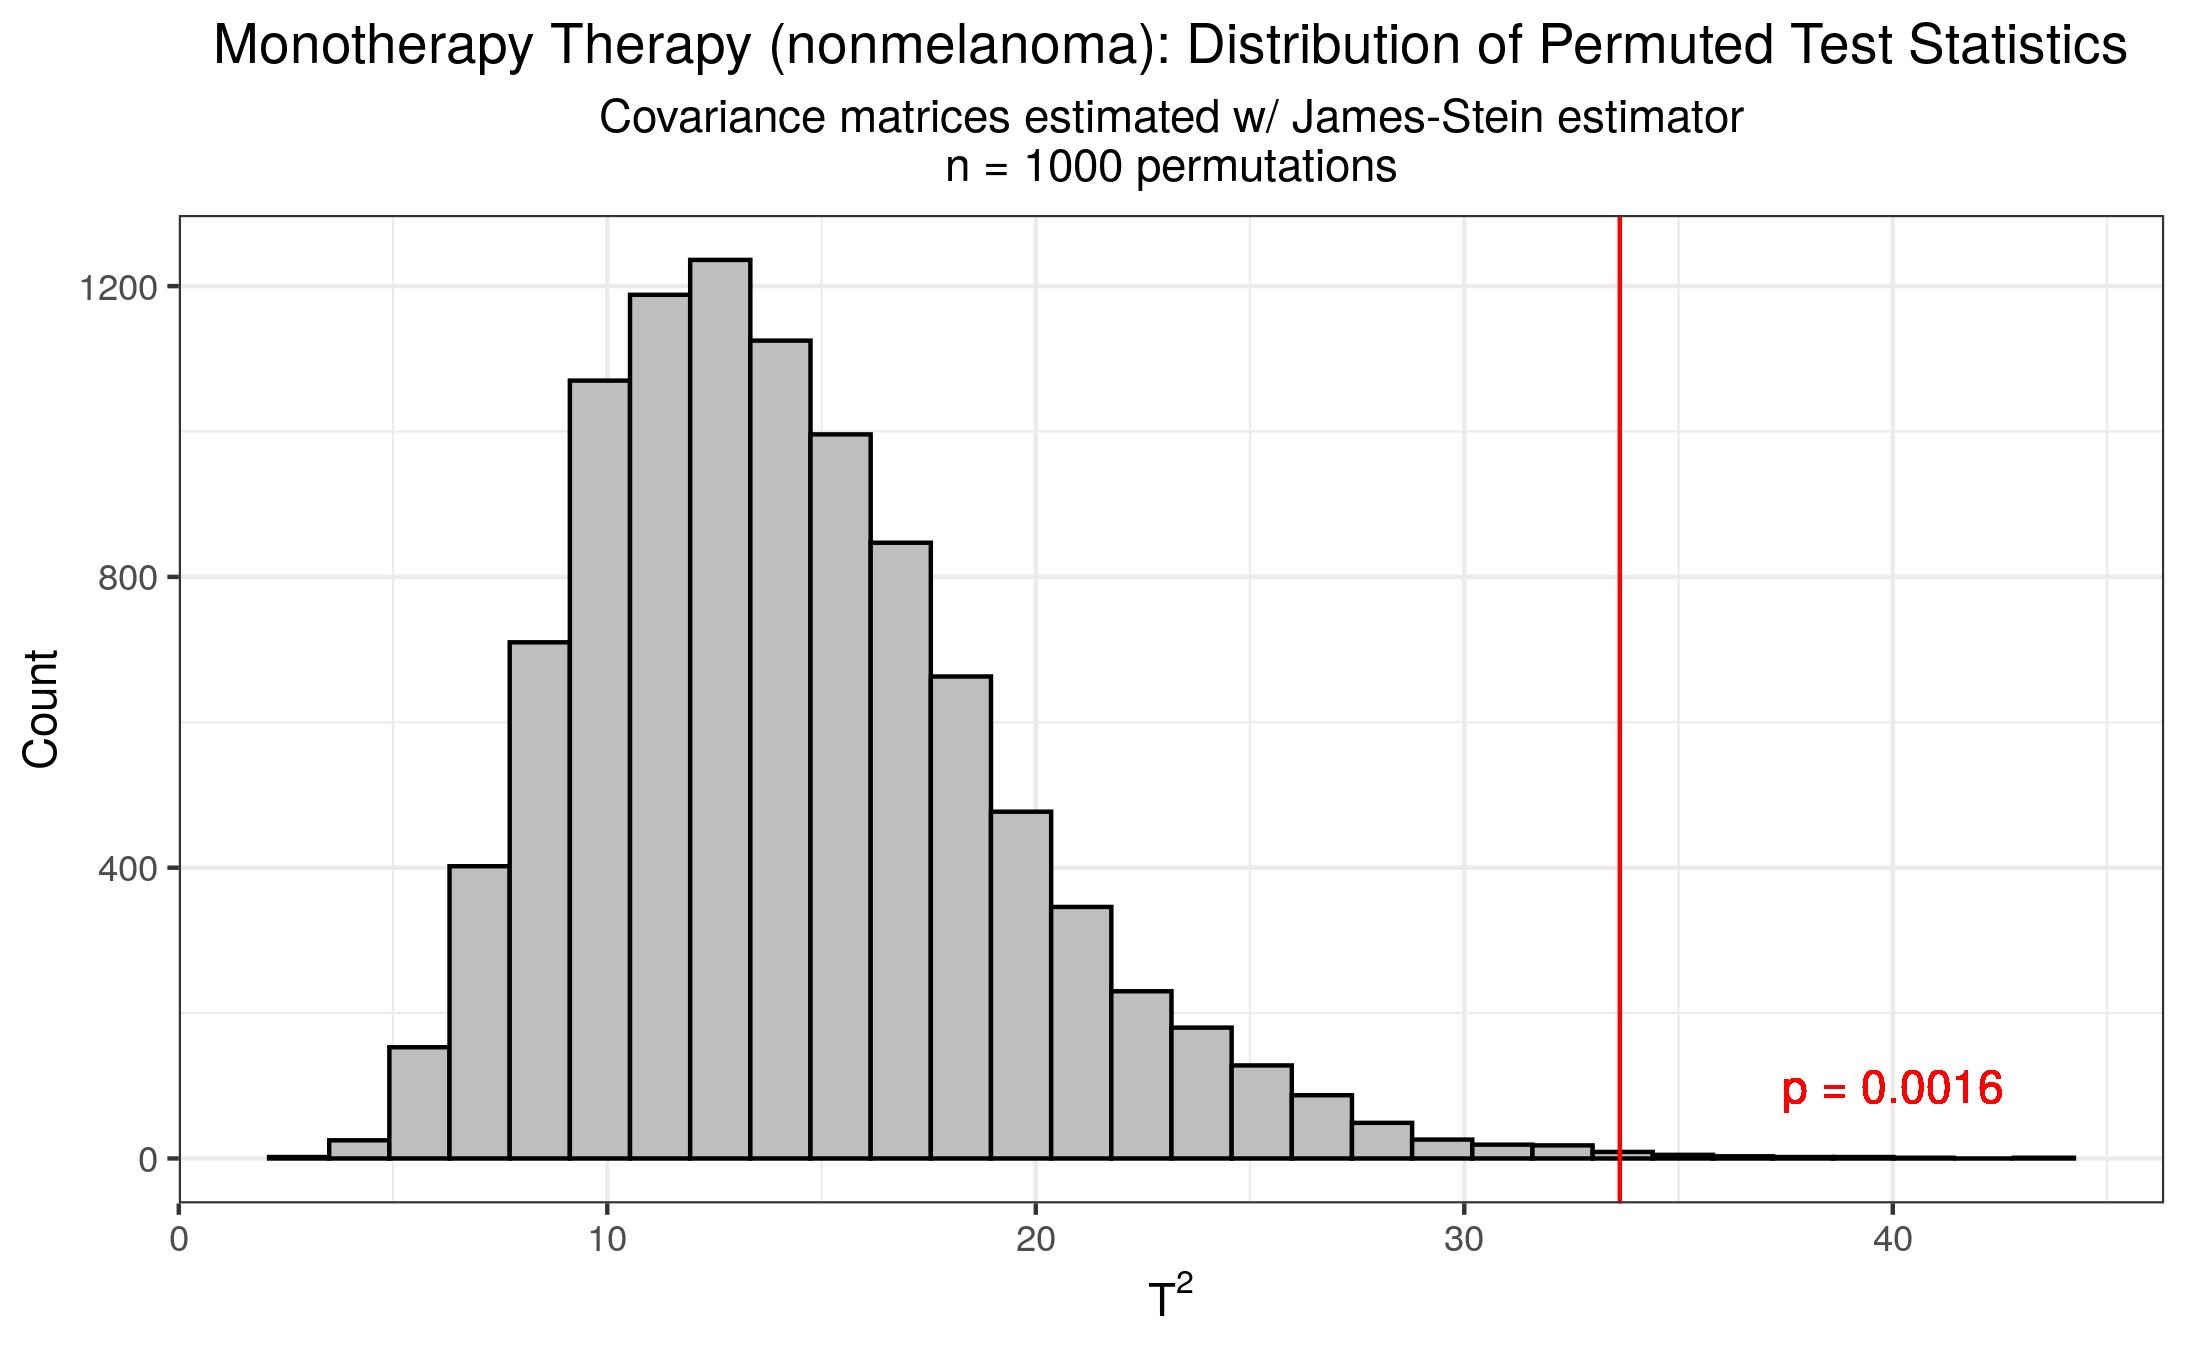 Monotherapy Therapy (nonmelanoma): Distribution of Permuted Test Statistics
Covariance matrices estimated w/ James-Stein estimator
n = 1000 permutations
1200
800
400
0
Count
p = 0.0016
0
10
20
30
40
T²